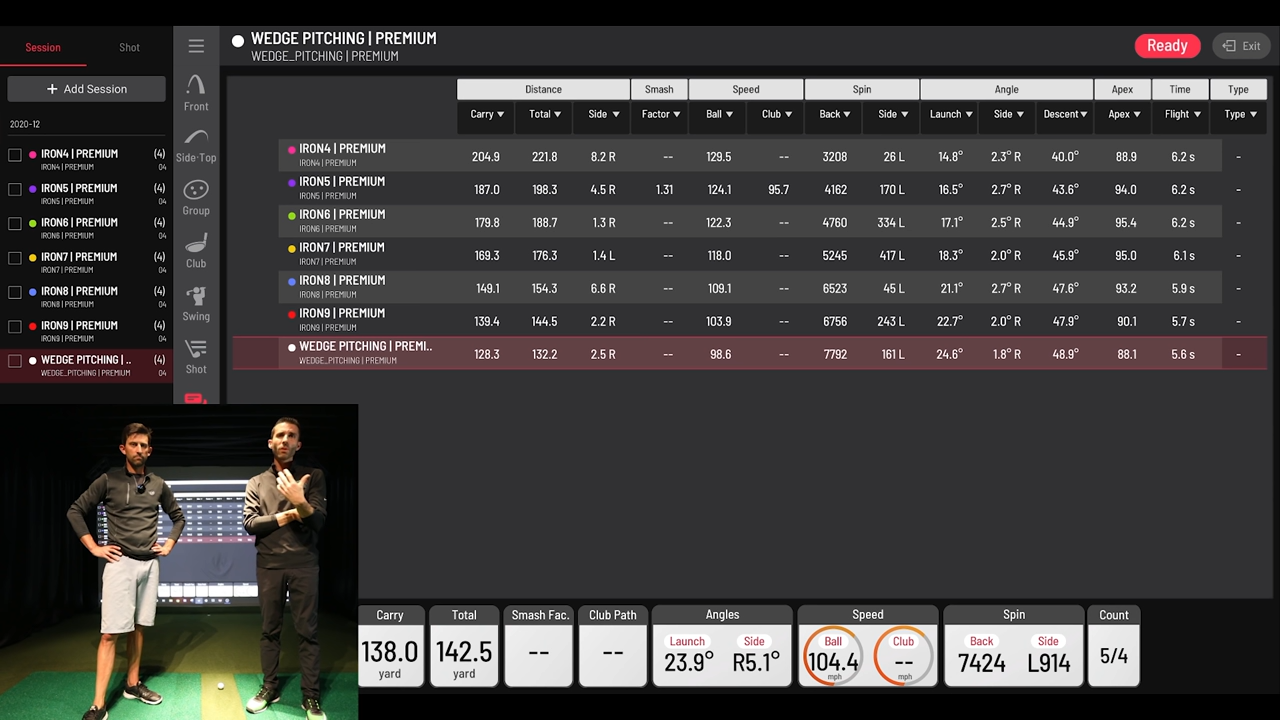 Session Shot
WEDGE PITCHING | PREMIUM
WEDGE_PITCHING | PREMIUM
Ready
Exit
+ Add Session
2020-12
IRON4 | PREMIUM (4)
IRON4 | PREMIUM 04
IRON5 | PREMIUM (4)
IRON5 | PREMIUM 04
IRON6 | PREMIUM (4)
IRON6 | PREMIUM 04
IRON7 | PREMIUM (4)
IRON7 | PREMIUM 04
IRON8 | PREMIUM (4)
IRON8 | PREMIUM 04
IRON9 | PREMIUM (4)
IRON9 | PREMIUM 04
WEDGE PITCHING | .. (4)
WEDGE_PITCHING | PREMIUM 04
Front
Side·Top
Group
Club
Swing
Shot
Distance Smash Speed Spin Angle Apex Time Type
Carry Total Side Factor Ball Club Back Side Launch Side Descent Apex Flight Type
IRON4 | PREMIUM
IRON4 | PREMIUM
204.9 221.8 8.2 R -- 129.5 -- 3208 26 L 14.8° 2.3° R 40.0° 88.9 6.2 s -
IRON5 | PREMIUM
IRON5 | PREMIUM
187.0 198.3 4.5 R 1.31 124.1 95.7 4162 170 L 16.5° 2.7° R 43.6° 94.0 6.2 s -
IRON6 | PREMIUM
IRON6 | PREMIUM
179.8 188.7 1.3 R -- 122.3 -- 4760 334 L 17.1° 2.5° R 44.9° 95.4 6.2 s -
IRON7 | PREMIUM
IRON7 | PREMIUM
169.3 176.3 1.4 L -- 118.0 -- 5245 417 L 18.3° 2.0° R 45.9° 95.0 6.1 s -
IRON8 | PREMIUM
IRON8 | PREMIUM
149.1 154.3 6.6 R -- 109.1 -- 6523 45 L 21.1° 2.7° R 47.6° 93.2 5.9 s -
IRON9 | PREMIUM
IRON9 | PREMIUM
139.4 144.5 2.2 R -- 103.9 -- 6756 243 L 22.7° 2.0° R 47.9° 90.1 5.7 s -
WEDGE PITCHING | PREMI..
WEDGE_PITCHING | PREMIUM
128.3 132.2 2.5 R -- 98.6 -- 7792 161 L 24.6° 1.8° R 48.9° 88.1 5.6 s -
Carry Total Smash Fac. Club Path Angles Speed Spin Count
Launch Side Ball Club Back Side
138.0 142.5 -- -- 23.9° R5.1° 104.4 -- 7424 L914 5/4
yard yard mph mph